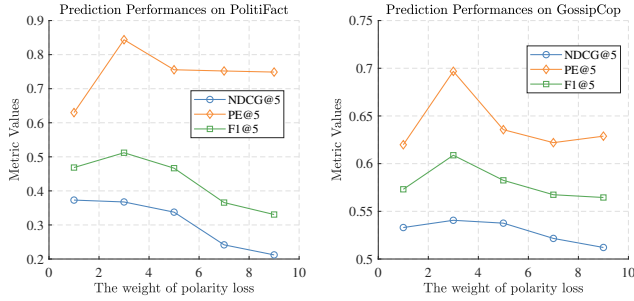 Prediction Performances on PolitiFact
0.9
0.8
0.7
0.6
0.5
0.4
0.3
0.2
Metric Values
NDCG@5
PE@5
F1@5
0
2
4
6
8
10
The weight of polarity loss
Prediction Performances on GossipCop
0.75
0.7
0.65
0.6
0.55
0.5
Metric Values
NDCG@5
PE@5
F1@5
0
2
4
6
8
10
The weight of polarity loss